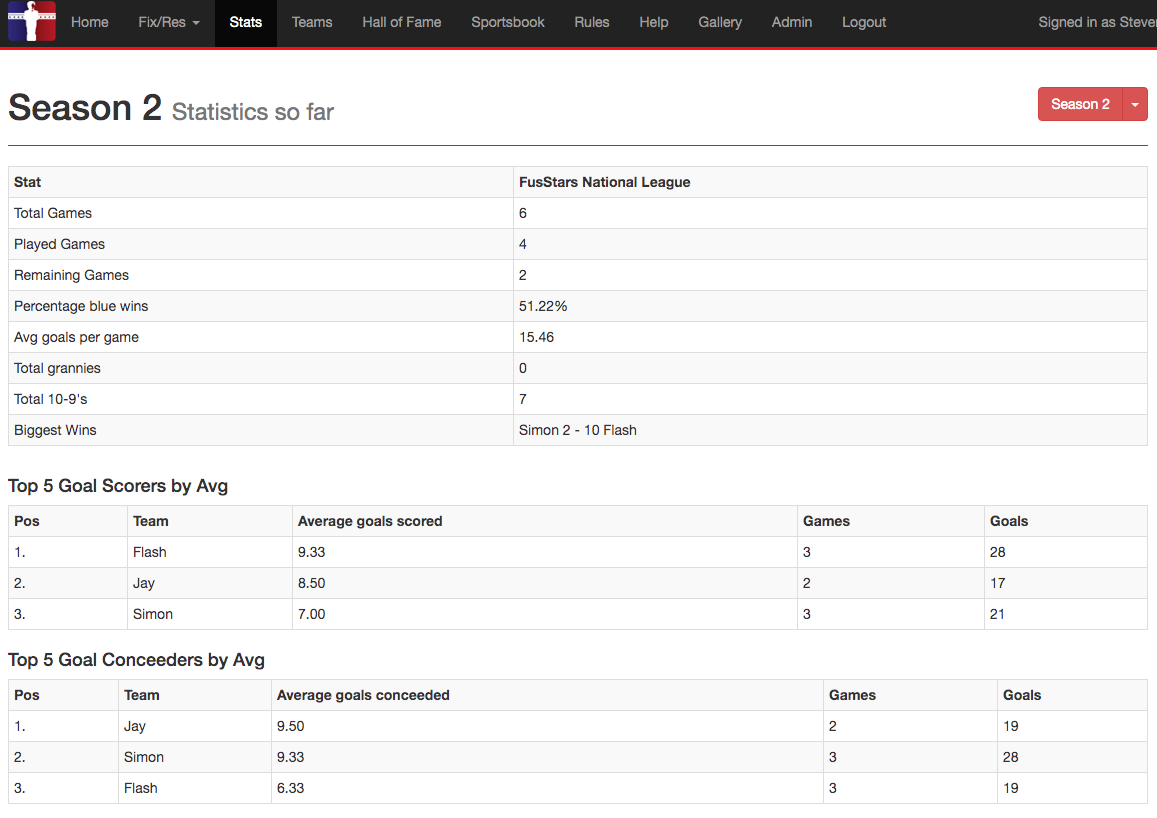 Home Fix/Res Stats Teams Hall of Fame Sportsbook Rules Help Gallery Admin Logout Signed in as
Season 2 Statistics so far Season 2
Stat FusStars National League
Total Games 6
Played Games 4
Remaining Games 2
Percentage blue wins 51.22%
Avg goals per game 15.46
Total grannies 0
Total 10-9's 7
Biggest Wins Simon 2 - 10 Flash
Top 5 Goal Scorers by Avg
Pos Team Average goals scored Games Goals
1. Flash 9.33 3 28
2. Jay 8.50 2 17
3. Simon 7.00 3 21
Top 5 Goal Conceeders by Avg
Pos Team Average goals conceeded Games Goals
1. Jay 9.50 2 19
2. Simon 9.33 3 28
3. Flash 6.33 3 19